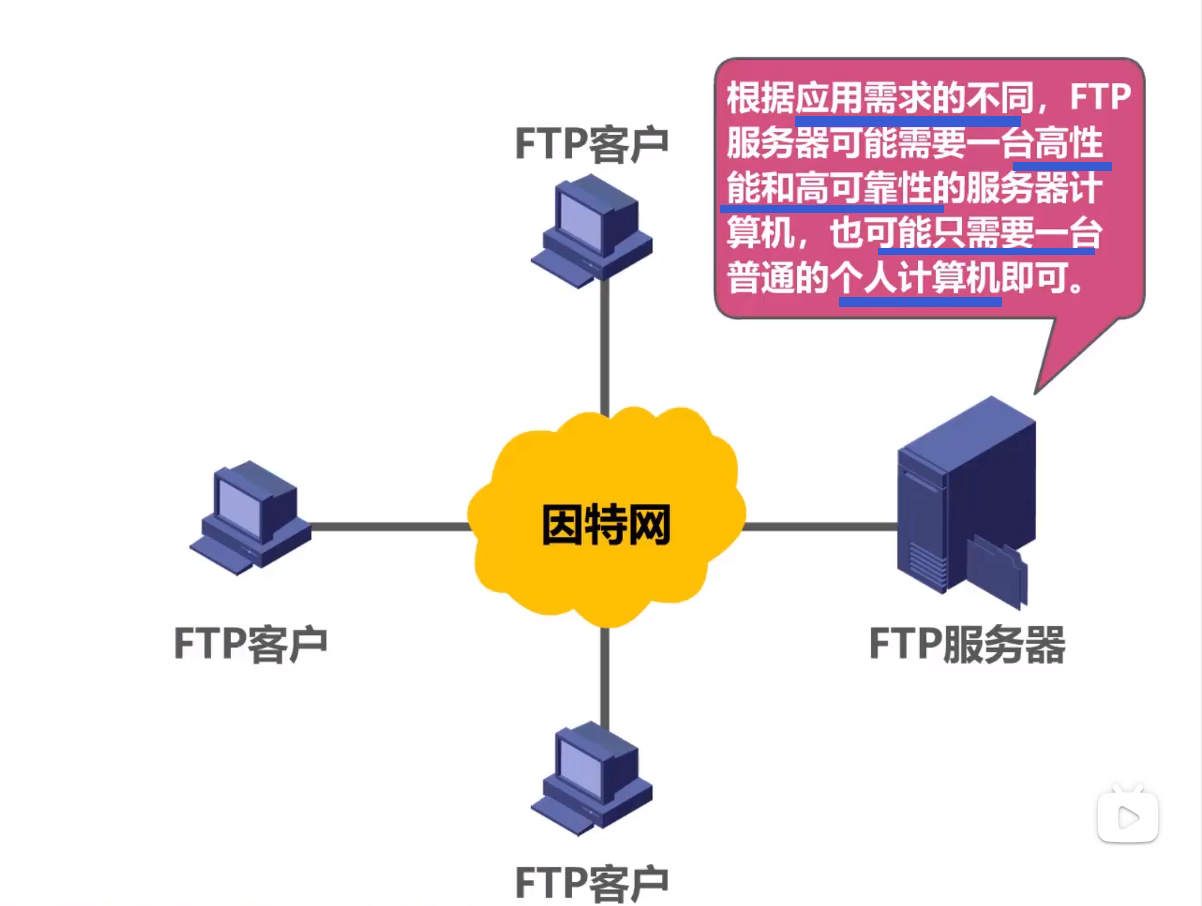 根据应用需求的不同，FTP
服务器可能需要一台高性
能和高可靠性的服务器计
算机，也可能只需要一台
普通的个人计算机即可。
FTP客户
因特网
FTP客户
FTP服务器
FTP客户